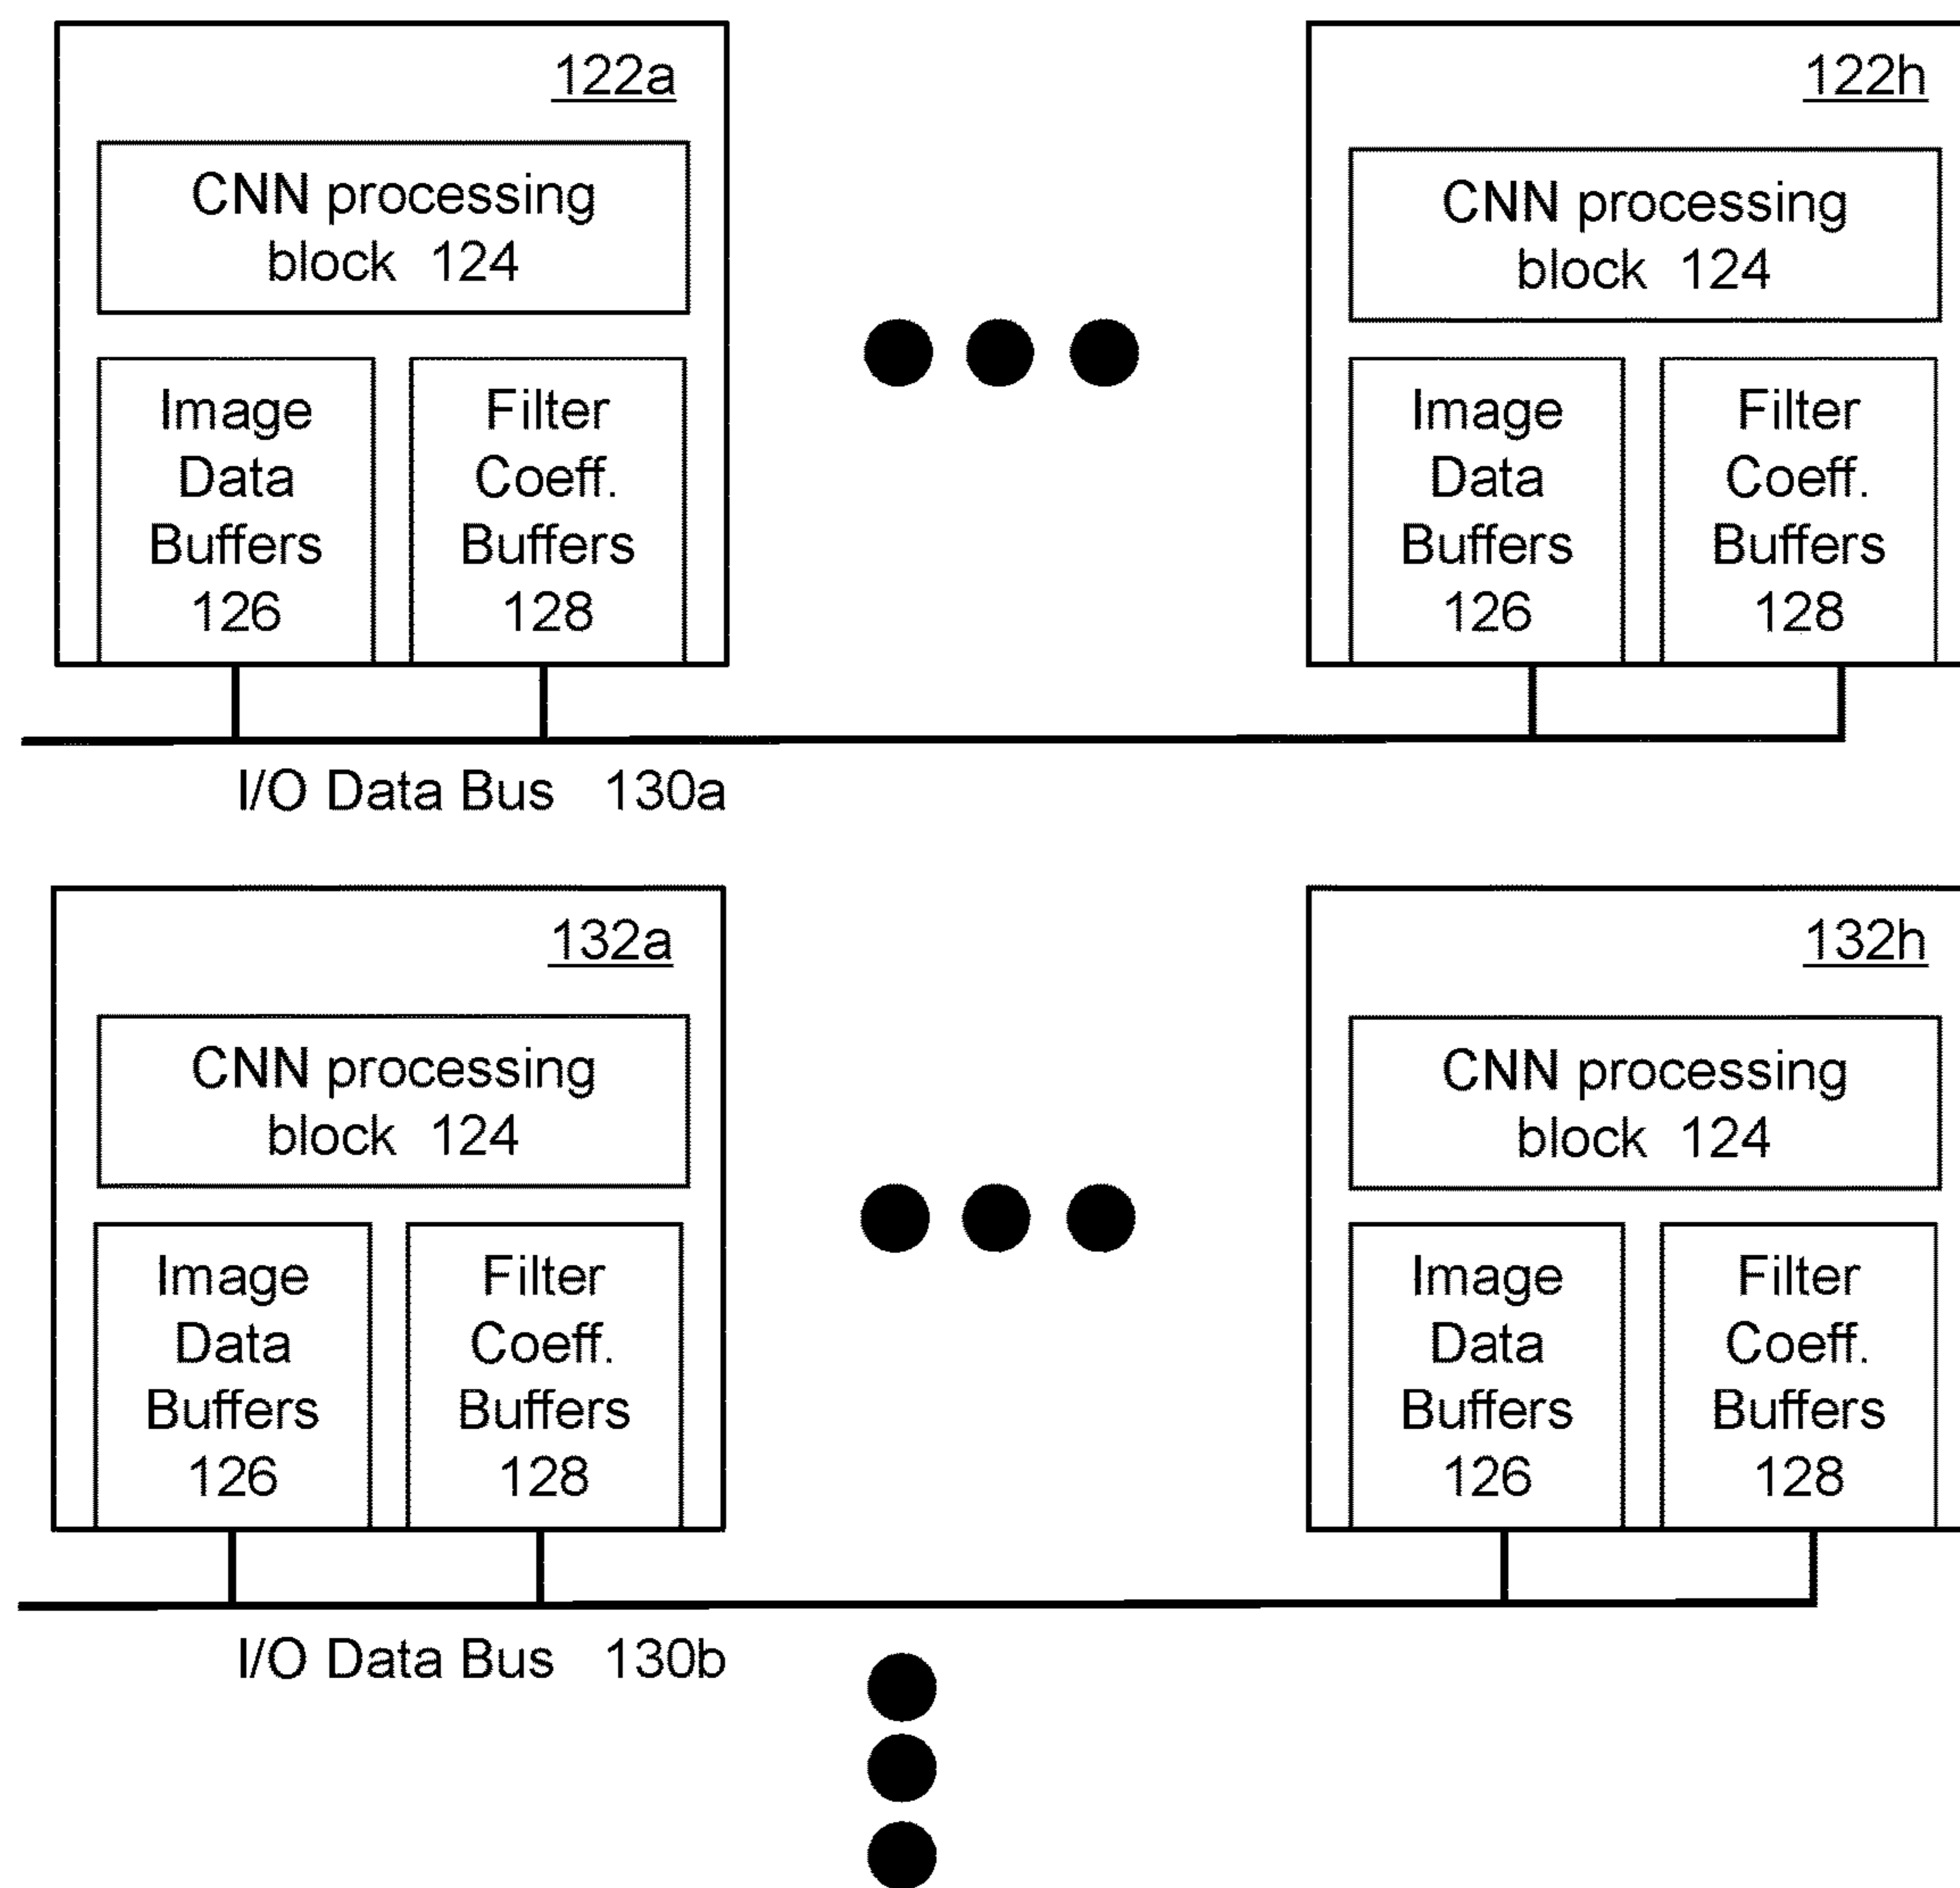 122a
CNN processing
block 124
Image
Data
Buffers
126
Filter
Coeff.
Buffers
128
122h
CNN processing
block 124
Image
Data
Buffers
126
Filter
Coeff.
Buffers
128
I/O Data Bus 130a
132a
CNN processing
block 124
Image
Data
Buffers
126
Filter
Coeff.
Buffers
128
132h
CNN processing
block 124
Image
Data
Buffers
126
Filter
Coeff.
Buffers
128
I/O Data Bus 130b